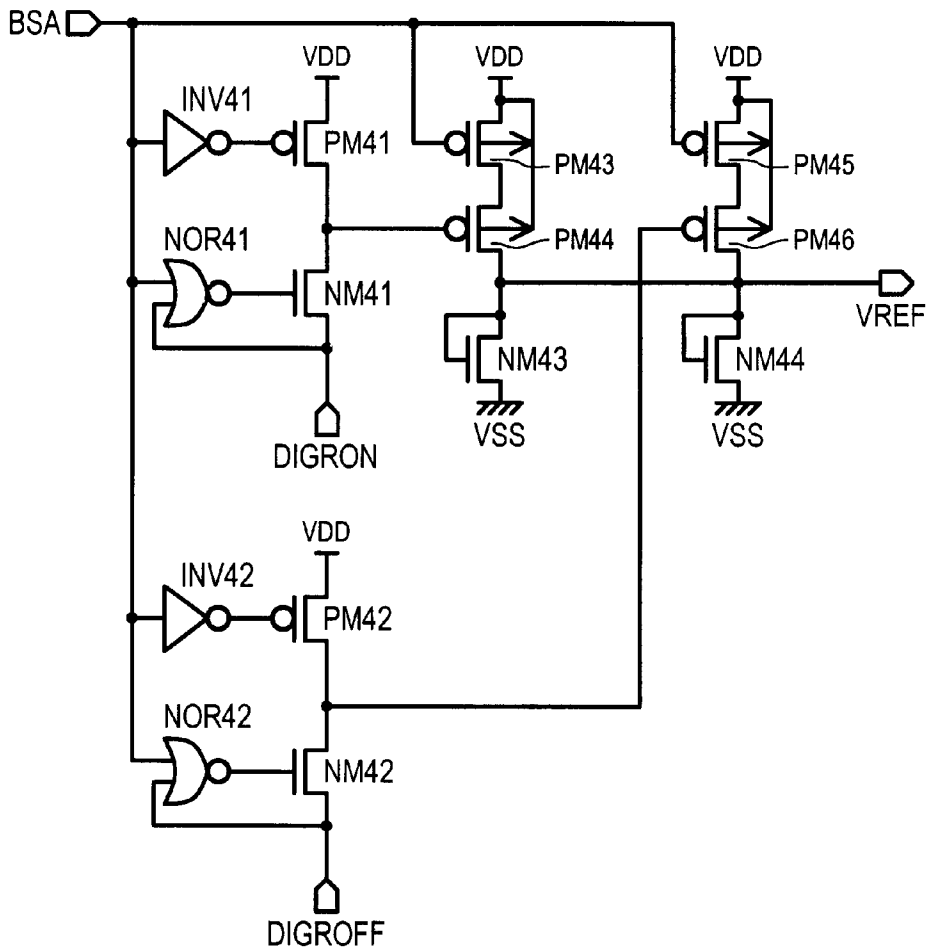 BSA
VDD
VDD
VDD
INV41
PM41
PM43
PM45
NOR41
PM44
PM46
NM41
VREF
NM43
NM44
DIGRON
VSS
VSS
VDD
INV42
PM42
NOR42
NM42
DIGROFF